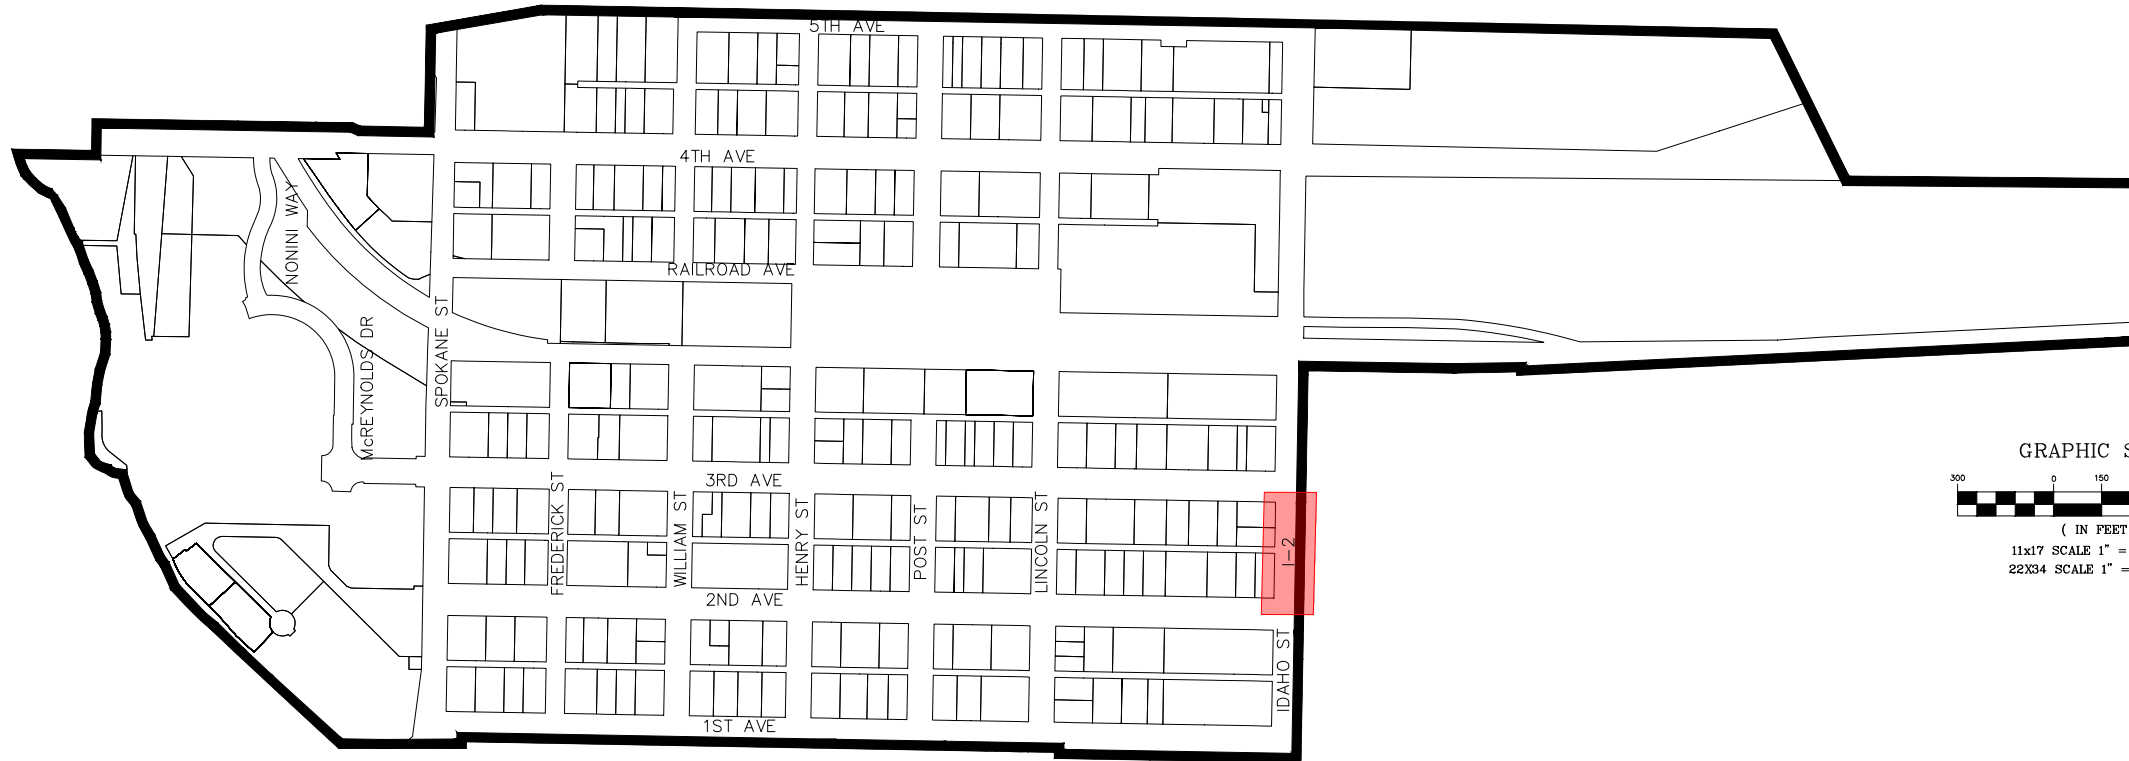 5TH AVE
4TH AVE
NONINI WAY
RAILROAD AVE
SPOKANE ST
McREYNOLDS DR
GRAPHIC S
300 0 150
( IN FEET
11x17 SCALE 1" =
22X34 SCALE 1" =
3RD AVE
FREDERICK ST
WILLIAM ST
HENRY ST
POST ST
LINCOLN ST
I-2
2ND AVE
IDAHO ST
1ST AVE